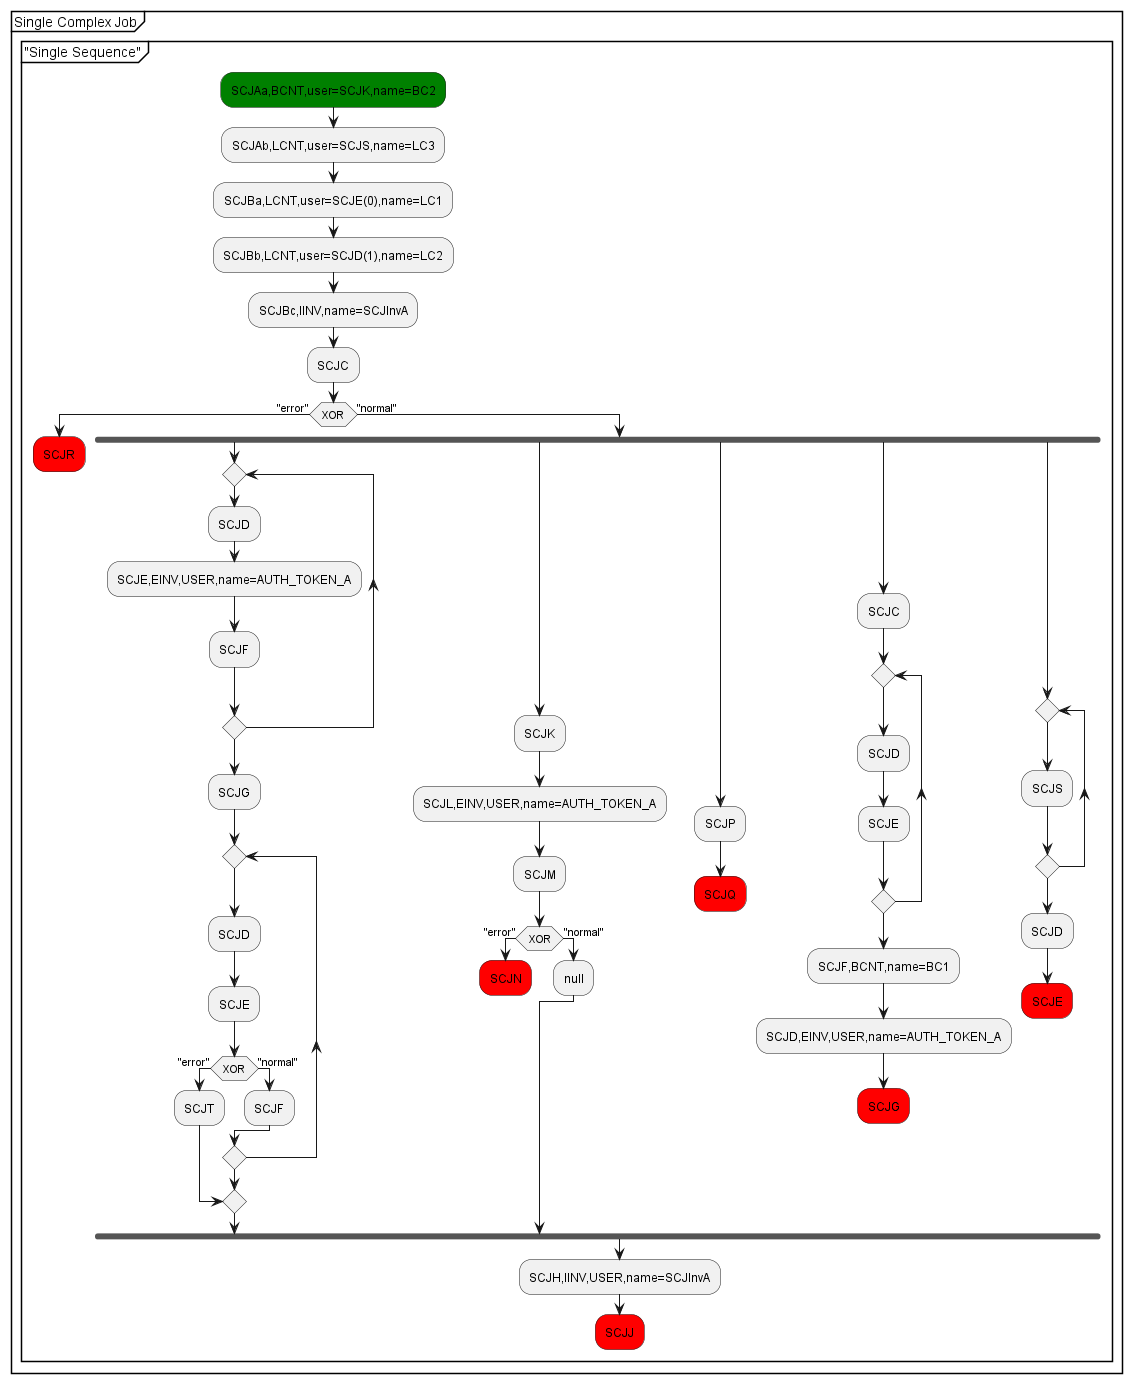 Single Complex Job
"Single Sequence"
SCJAa,BCNT,user=SCJK,name=BC2
SCJAb,LCNT,user=SCJS,name=LC3
SCJBa,LCNT,user=SCJE(0),name=LC1
SCJBb,LCNT,user=SCJD(1),name=LC2
SCJBc,IINV,name=SCJInvA
SCJC
"error"
XOR
"normal"
SCJR
SCJD
SCJE,EINV,USER,name=AUTH_TOKEN_A
SCJF
SCJG
SCJD
SCJE
"error"
XOR
"normal"
SCJT
SCJF
SCJK
SCJL,EINV,USER,name=AUTH_TOKEN_A
SCJM
"error"
XOR
"normal"
SCJN
null
SCJP
SCJQ
SCJC
SCJD
SCJE
SCJF,BCNT,name=BC1
SCJD,EINV,USER,name=AUTH_TOKEN_A
SCJG
SCJS
SCJD
SCJE
SCJH,IINV,USER,name=SCJInvA
SCJJ